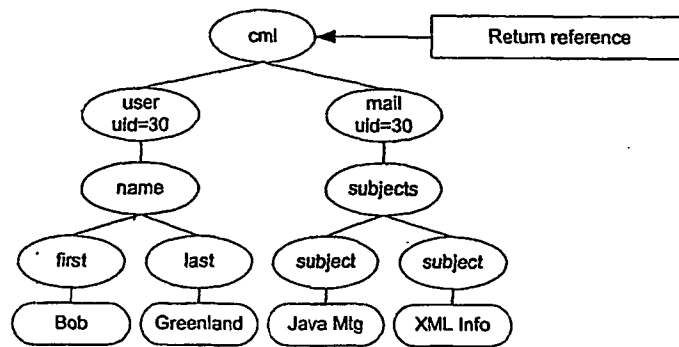 cml
Return reference
user
uid=30
mail
uid=30
name
subjects
first
last
subject
subject
Bob
Greenland
Java Mtg
XML Info